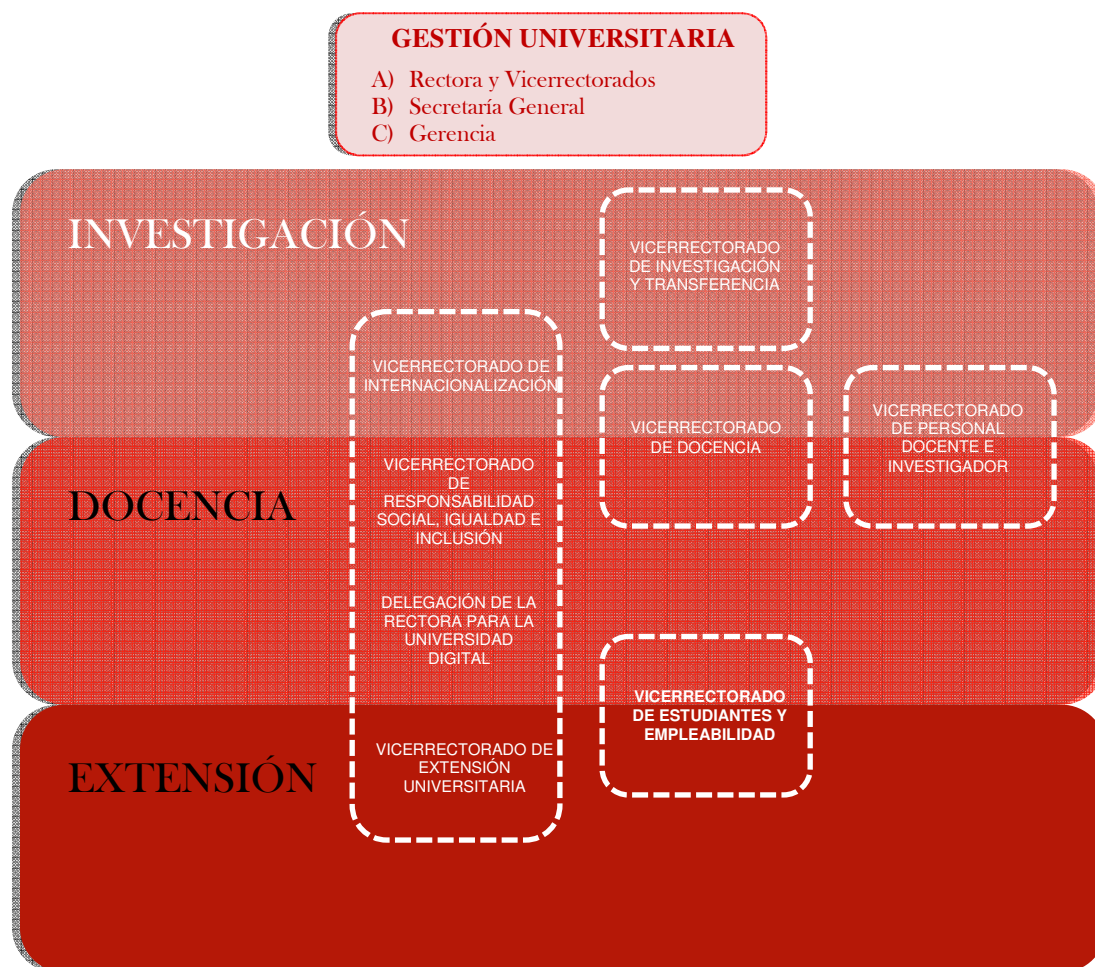 GESTIÓN UNIVERSITARIA
A) Rectora y Vicerrectorados
B) Secretaría General
C) Gerencia
INVESTIGACIÓN
VICERRECTORADO
DE INVESTIGACIÓN
Y TRANSFERENCIA
VICERRECTORADO DE
INTERNACIONALIZACIÓN
VICERRECTORADO
DE DOCENCIA
VICERRECTORADO
DE PERSONAL
DOCENTE E
INVESTIGADOR
DOCENCIA
VICERRECTORADO
DE
RESPONSABILIDAD
SOCIAL, IGUALDAD E
INCLUSIÓN
DELEGACIÓN DE LA
RECTORA PARA LA
UNIVERSIDAD
DIGITAL
VICERRECTORADO
DE ESTUDIANTES Y
EMPLEABILIDAD
EXTENSIÓN
VICERRECTORADO DE
EXTENSIÓN
UNIVERSITARIA